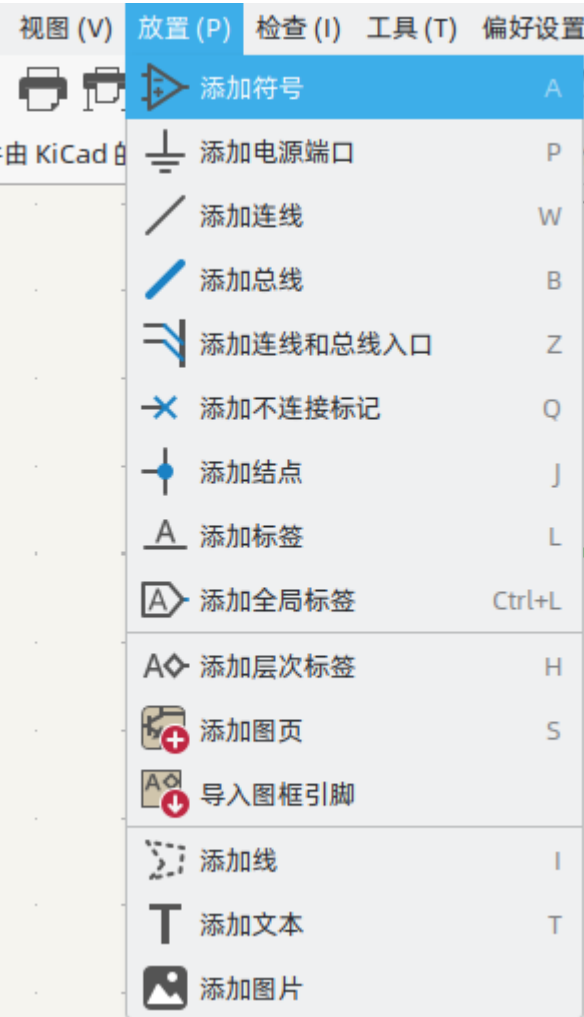 视图 (V) 放置 (P) 检查 (I) 工具 (T) 偏好设置
由 KiCad
添加符号 A
添加电源端口 P
添加连线 W
添加总线 B
添加连线和总线入口 Z
添加不连接标记 Q
添加结点 J
添加标签 L
添加全局标签 Ctrl+L
添加层次标签 H
添加图页 S
导入图框引脚
添加线 I
添加文本 T
添加图片